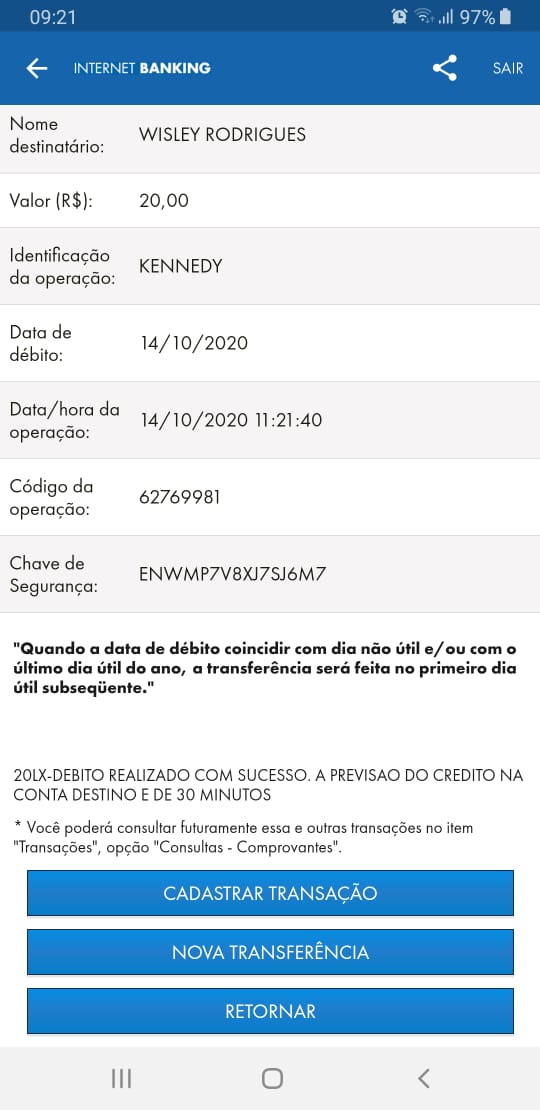 09:21 97%
INTERNET BANKING SAIR
Nome
destinatário: WISLEY RODRIGUES
Valor (R$): 20,00
Identificação
da operação: KENNEDY
Data de
débito: 14/10/2020
Data/hora da
operação: 14/10/2020 11:21:40
Código da
operação: 62769981
Chave de
Segurança: ENWMP7V8XJ7SJ6M7
"Quando a data de débito coincidir com dia não útil e/ou com o
último dia útil do ano, a transferência será feita no primeiro dia
útil subseqüente."
20LX-DEBITO REALIZADO COM SUCESSO. A PREVISAO DO CREDITO NA
CONTA DESTINO E DE 30 MINUTOS
* Você poderá consultar futuramente essa e outras transações no item
"Transações", opção "Consultas - Comprovantes".
CADASTRAR TRANSAÇÃO
NOVA TRANSFERÊNCIA
RETORNAR